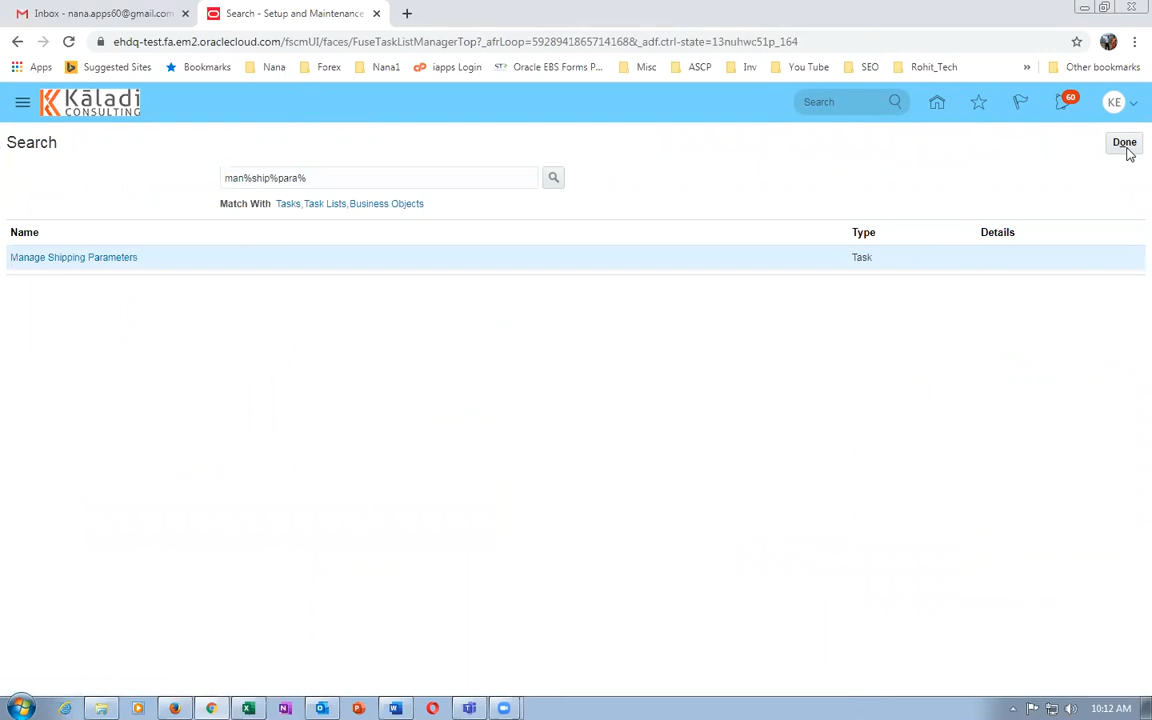 Inbox - nana.apps60@gmail.com
Search - Setup and Maintenance
ehdq-test.fa.em2.oraclecloud.com/fscmUI/faces/FuseTaskListManagerTop?_afrLoop=59289418657141​68&_adf.ctrl-state=13nuhwc51p_164
Apps Suggested Sites Bookmarks Nana Forex Nana1 iapps Login Oracle EBS Forms P... Misc ASCP Inv You Tube SEO Rohit_Tech » Other bookmarks
Kaladi
CONSULTING
Search
60
KE
Search
Done
man%ship%para%
Match With Tasks, Task Lists, Business Objects
Name Type Details
Manage Shipping Parameters Task
10:12 AM